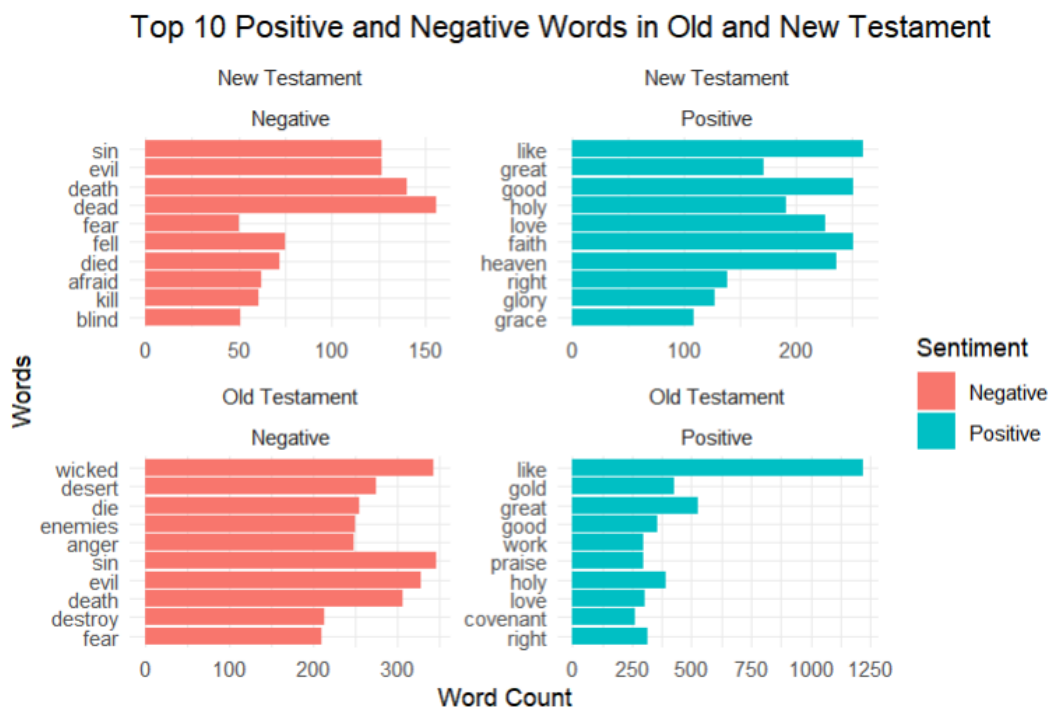 Top 10 Positive and Negative Words in Old and New Testament
New Testament
Negative
sin
evil
death
dead
fear
fell
died
afraid
kill
blind
0 50 100 150
New Testament
Positive
like
great
good
holy
love
faith
heaven
right
glory
grace
0 100 200
Words
Old Testament
Negative
wicked
desert
die
enemies
anger
sin
evil
death
destroy
fear
0 100 200 300
Old Testament
Positive
like
gold
great
good
work
praise
holy
love
covenant
right
0 250 500 750 1000 1250
Word Count
Sentiment
Negative
Positive